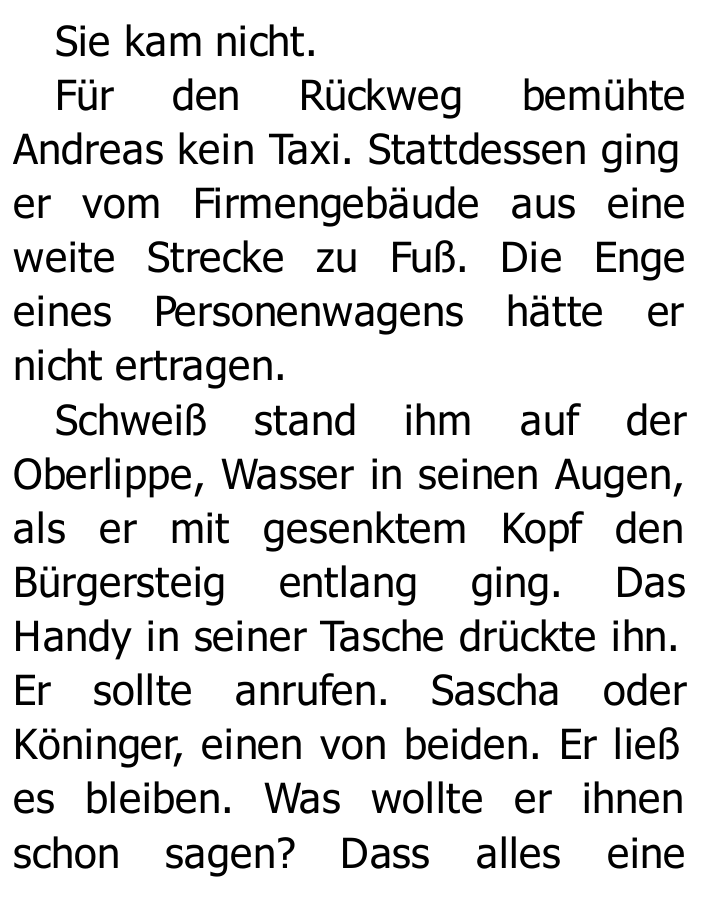 Sie kam nicht.
Für den Rückweg bemühte
Andreas kein Taxi. Stattdessen ging
er vom Firmengebäude aus eine
weite Strecke zu Fuß. Die Enge
eines Personenwagens hätte er
nicht ertragen.
Schweiß stand ihm auf der
Oberlippe, Wasser in seinen Augen,
als er mit gesenktem Kopf den
Bürgersteig entlang ging. Das
Handy in seiner Tasche drückte ihn.
Er sollte anrufen. Sascha oder
Köninger, einen von beiden. Er ließ
es bleiben. Was wollte er ihnen
schon sagen? Dass alles eine